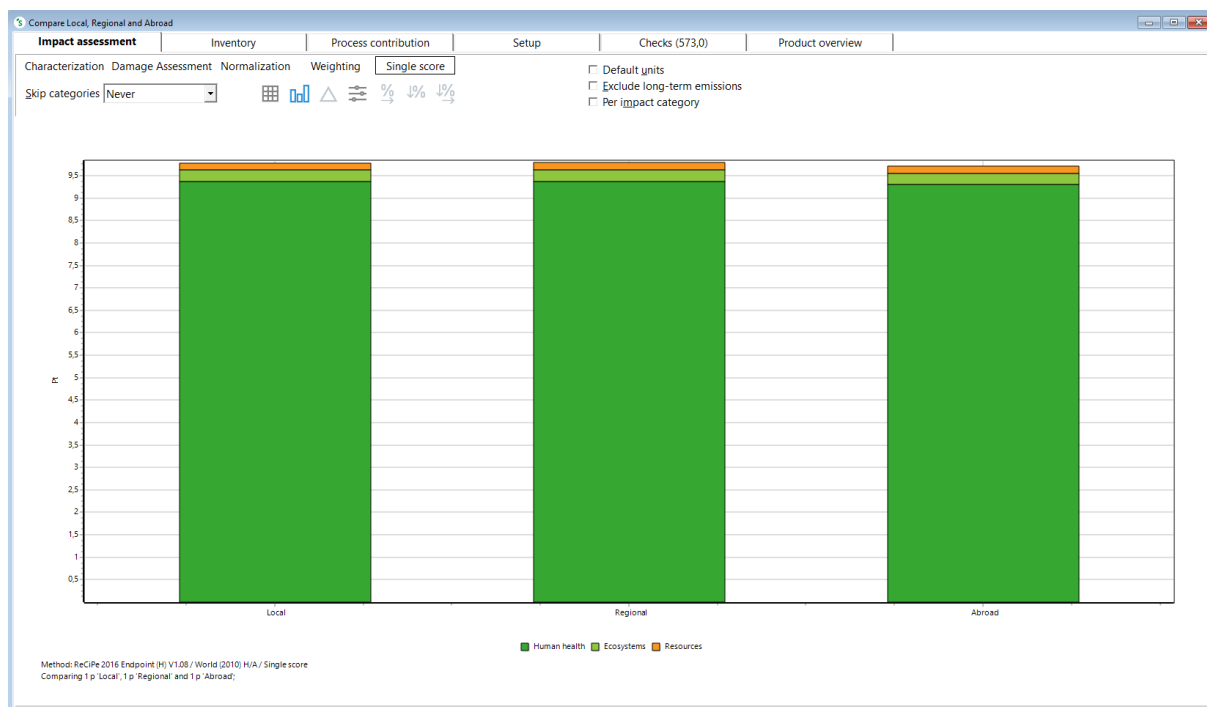 Compare Local, Regional and Abroad
Impact assessment Inventory Process contribution Setup Checks (573,0) Product overview
Characterization Damage Assessment Normalization Weighting Single score
Default units
Skip categories Never
Exclude long-term emissions
Per impact category
9,5
9
8,5
8
7,5
7
6,5
6
5,5
5
4,5
4
3,5
3
2,5
2
1,5
1
0,5
Pt
Local Regional Abroad
Human health Ecosystems Resources
Method: ReCiPe 2016 Endpoint (H) V1.08 / World (2010) H/A / Single score
Comparing 1 p 'Local', 1 p 'Regional' and 1 p 'Abroad';